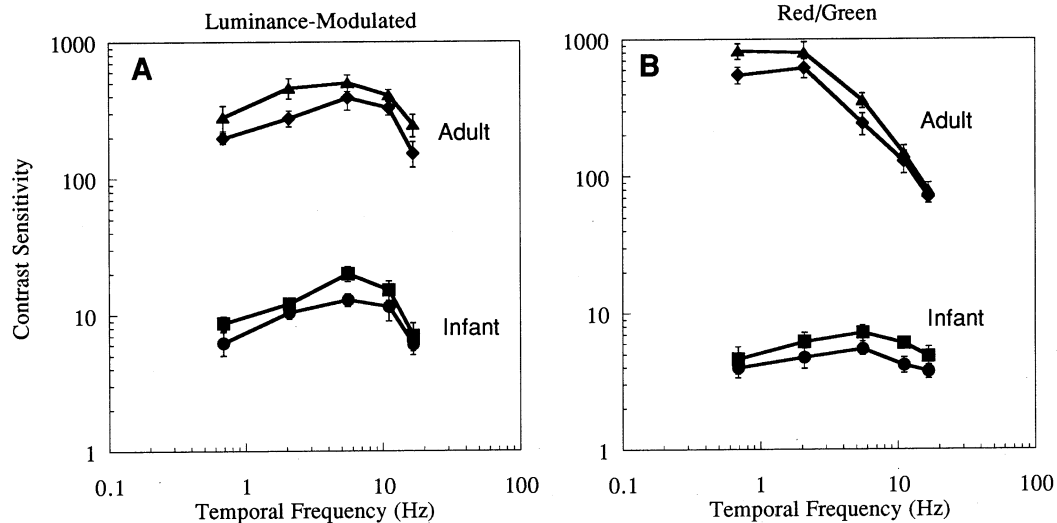 Luminance-Modulated
A
1000
100
10
1
Adult
Infant
0.1 1 10 100
Contrast Sensitivity
Temporal Frequency (Hz)
Red/Green
B
1000
100
10
1
Adult
Infant
0.1 1 10 100
Temporal Frequency (Hz)